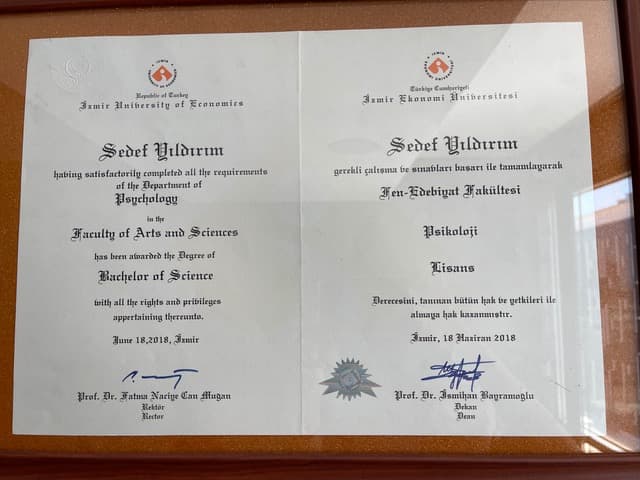 Republic of Turkey
İzmir University of Economics
Sedef Yıldırım
having satisfactorily completed all the requirements
of the Department of
Psychology
in the
Faculty of Arts and Sciences
has been awarded the Degree of
Bachelor of Science
with all the rights and privileges
appertaining thereunto.
June 18,2018, İzmir
Prof. Dr. Fatma Naciye Can Mugan
Rektör
Rector
Türkiye Cumhuriyeti
İzmir Ekonomi Üniversitesi
Sedef Yıldırım
gerekli çalışma ve sınavları başarı ile tamamlayarak
Fen-Edebiyat Fakültesi
Psikoloji
Lisans
Derecesini, tanınan bütün hak ve yetkileri ile
almaya hak kazanmıştır.
İzmir, 18 Haziran 2018
Prof. Dr. İsmihan Bayramoğlu
Dekan
Dean